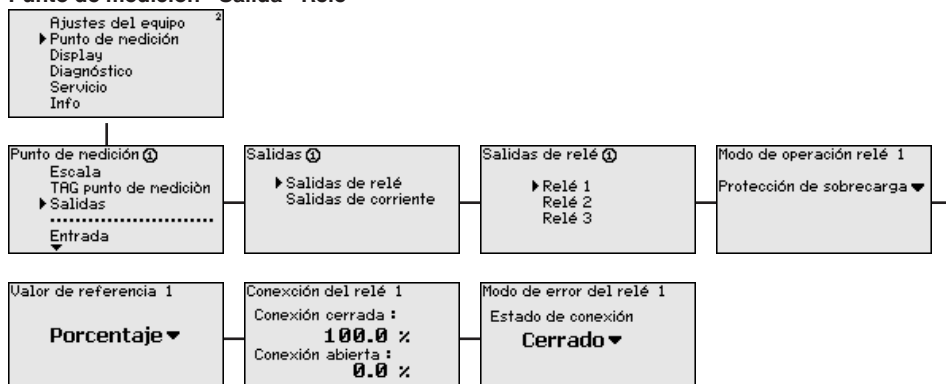 Punto de medición - Salida - Relé
Ajustes del equipo
2
Punto de medición
Display
Diagnóstico
Servicio
Info
Punto de medición ①
Escala
TAG punto de mediciòn
Salidas
Entrada
Salidas ①
Salidas de relé
Salidas de corriente
Salidas de relé ①
Relé 1
Relé 2
Relé 3
Modo de operación relé 1
Protección de sobrecarga
Valor de referencia 1
Porcentaje
Conexción del relé 1
Conexión cerrada :
100.0 %
Conexión abierta :
0.0 %
Modo de error del relé 1
Estado de conexión
Cerrado